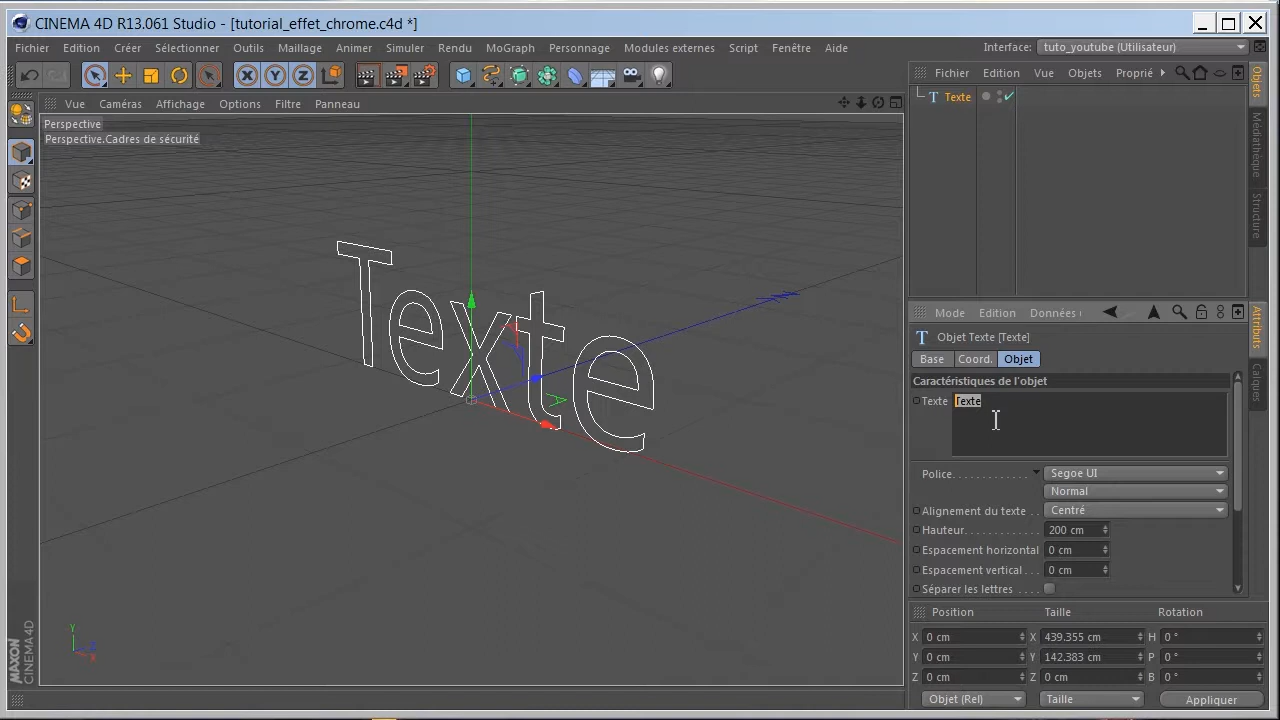 CINEMA 4D R13.061 Studio - [tutorial_effet_chrome.c4d *]
Fichier Edition Créer Sélectionner Outils Maillage Animer Simuler Rendu MoGraph Personnage Modules externes Script Fenêtre Aide Interface: tuto_youtube (Utilisateur)
X Y Z
Vue Caméras Affichage Options Filtre Panneau
Perspective
Perspective.Cadres de sécurité
Texte
Y
Z
X
MAXON
CINEMA 4D
Fichier Edition Vue Objets Proprié
T Texte
Objets
Médiathèque
Structure
Mode Edition Données
T Objet Texte [Texte]
Base Coord. Objet
Caractéristiques de l'objet
Texte Texte
Police. . . . . . . . . . . . . Segoe UI
Normal
Alignement du texte . . Centré
Hauteur. . . . . . . . . . . 200 cm
Espacement horizontal 0 cm
Espacement vertical . . . 0 cm
Séparer les lettres . . . .
Attributs
Calques
Position Taille Rotation
X 0 cm X 439.355 cm H 0 °
Y 0 cm Y 142.383 cm P 0 °
Z 0 cm Z 0 cm B 0 °
Objet (Rel) Taille Appliquer